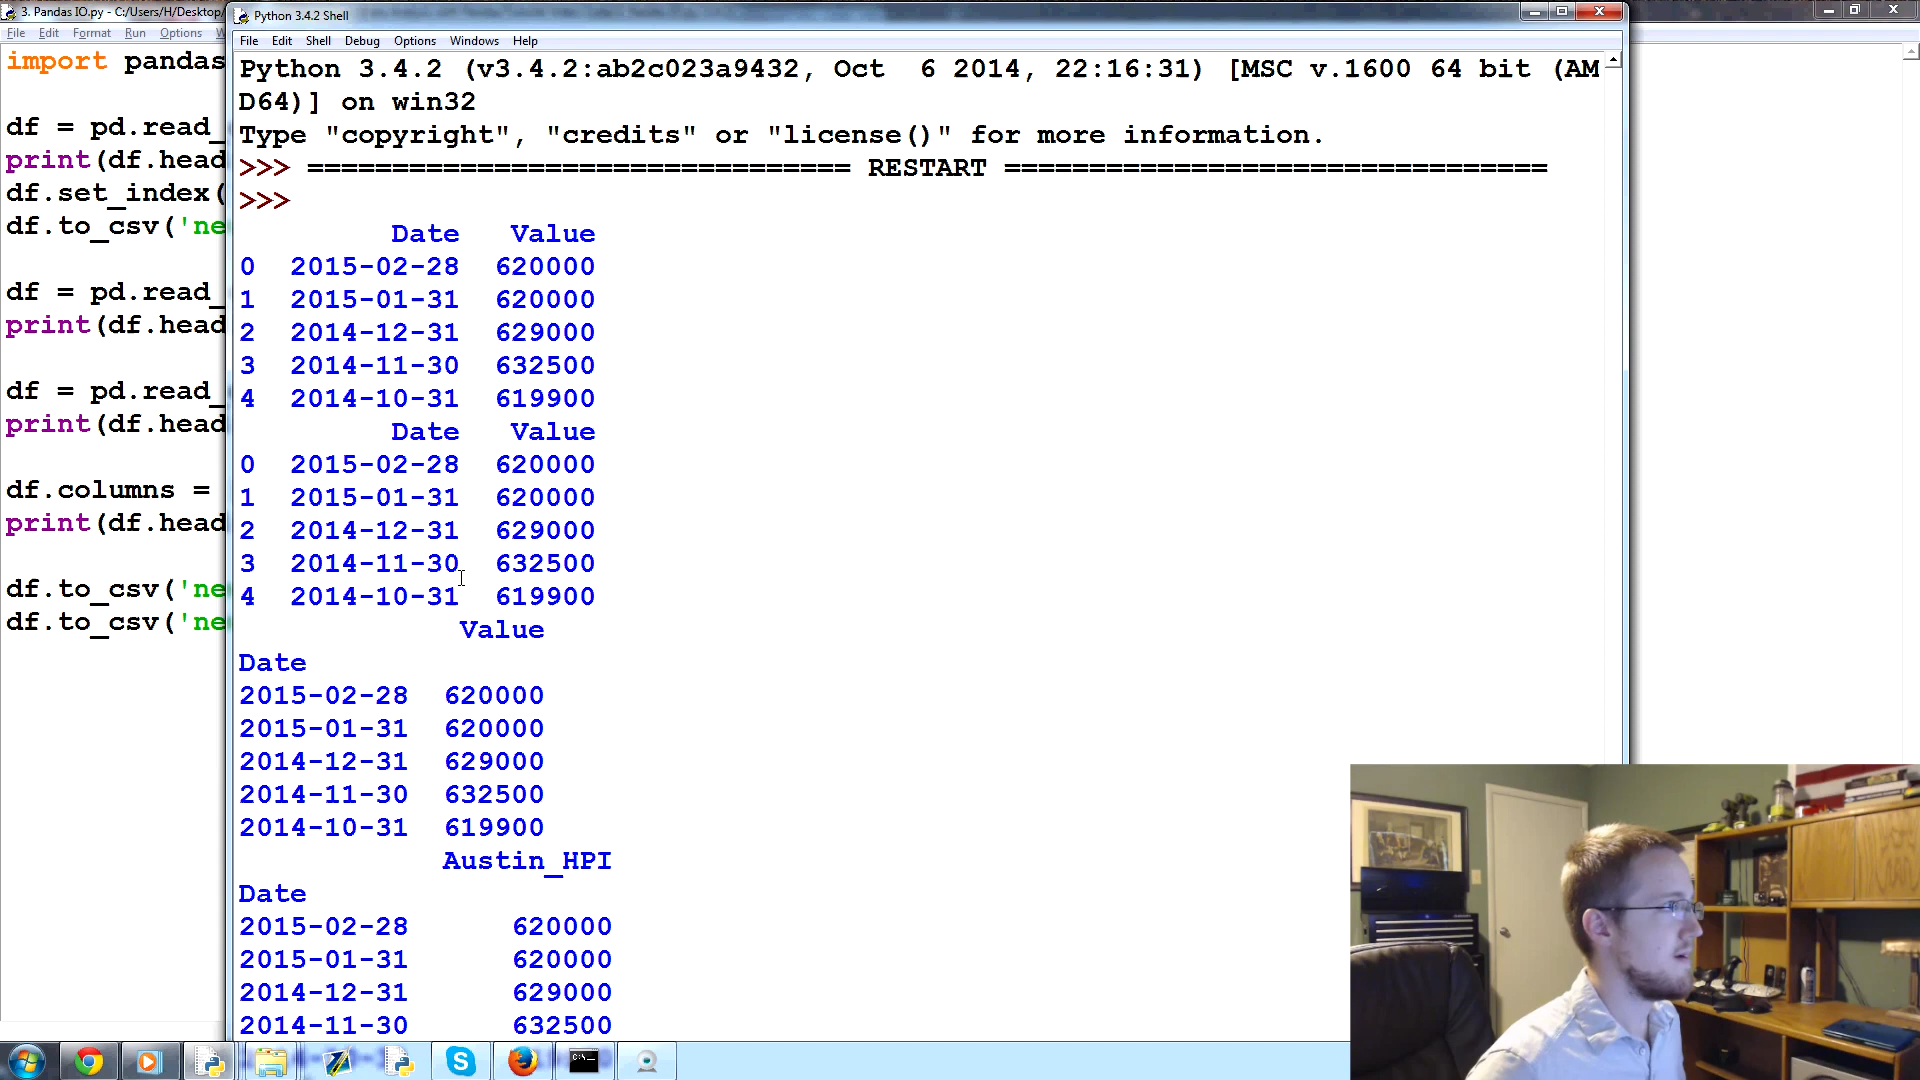 3. Pandas IO.py - C:/Users/H/Desktop/
File Edit Format Run Options W
import pandas
df = pd.read_
print(df.head
df.set_index(
df.to_csv('ne
df = pd.read_
print(df.head
df = pd.read_
print(df.head
df.columns =
print(df.head
df.to_csv('ne
df.to_csv('ne
Python 3.4.2 Shell
File Edit Shell Debug Options Windows Help
Python 3.4.2 (v3.4.2:ab2c023a9432, Oct  6 2014, 22:16:31) [MSC v.1600 64 bit (AM
D64)] on win32
Type "copyright", "credits" or "license()" for more information.
>>> ================================ RESTART ================================
>>>
Date Value
0 2015-02-28 620000
1 2015-01-31 620000
2 2014-12-31 629000
3 2014-11-30 632500
4 2014-10-31 619900
Date Value
0 2015-02-28 620000
1 2015-01-31 620000
2 2014-12-31 629000
3 2014-11-30 632500
4 2014-10-31 619900
Value
Date
2015-02-28 620000
2015-01-31 620000
2014-12-31 629000
2014-11-30 632500
2014-10-31 619900
Austin_HPI
Date
2015-02-28 620000
2015-01-31 620000
2014-12-31 629000
2014-11-30 632500